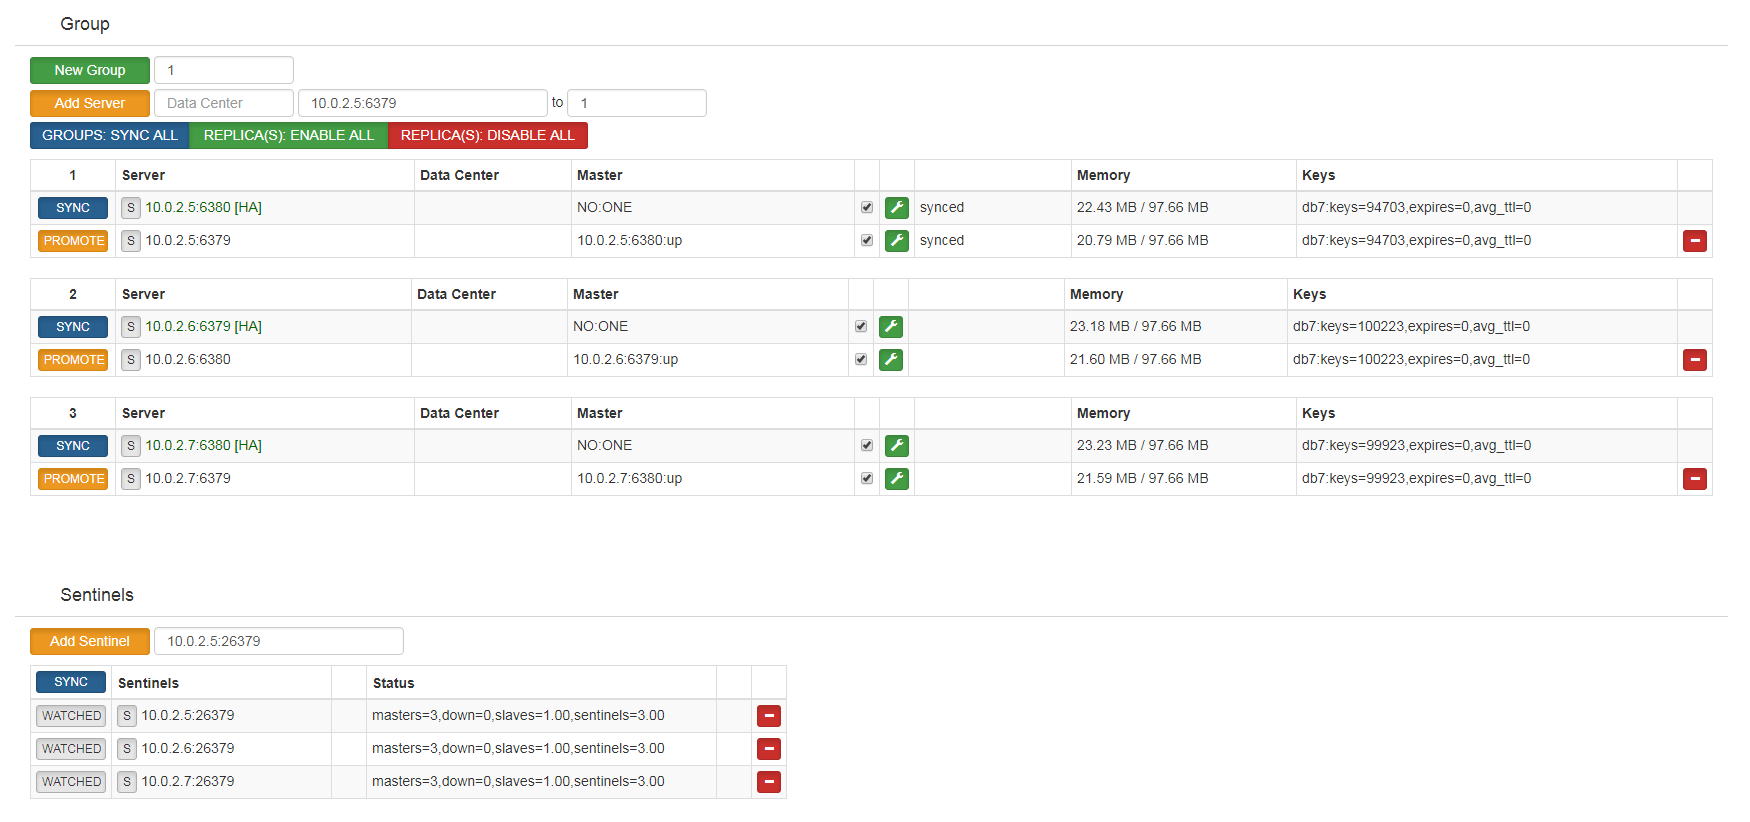 Group
New Group 1
Add Server Data Center 10.0.2.5:6379 to 1
GROUPS: SYNC ALL REPLICA(S): ENABLE ALL REPLICA(S): DISABLE ALL
1 Server Data Center Master Memory Keys
SYNC S 10.0.2.5:6380 [HA] NO:ONE synced 22.43 MB / 97.66 MB db7:keys=94703,expires=0,avg_ttl=0
PROMOTE S 10.0.2.5:6379 10.0.2.5:6380:up synced 20.79 MB / 97.66 MB db7:keys=94703,expires=0,avg_ttl=0
2 Server Data Center Master Memory Keys
SYNC S 10.0.2.6:6379 [HA] NO:ONE 23.18 MB / 97.66 MB db7:keys=100223,expires=0,avg_ttl=0
PROMOTE S 10.0.2.6:6380 10.0.2.6:6379:up 21.60 MB / 97.66 MB db7:keys=100223,expires=0,avg_ttl=0
3 Server Data Center Master Memory Keys
SYNC S 10.0.2.7:6380 [HA] NO:ONE 23.23 MB / 97.66 MB db7:keys=99923,expires=0,avg_ttl=0
PROMOTE S 10.0.2.7:6379 10.0.2.7:6380:up 21.59 MB / 97.66 MB db7:keys=99923,expires=0,avg_ttl=0
Sentinels
Add Sentinel 10.0.2.5:26379
SYNC Sentinels Status
WATCHED S 10.0.2.5:26379 masters=3,down=0,slaves=1.00,sentinels=3.00
WATCHED S 10.0.2.6:26379 masters=3,down=0,slaves=1.00,sentinels=3.00
WATCHED S 10.0.2.7:26379 masters=3,down=0,slaves=1.00,sentinels=3.00